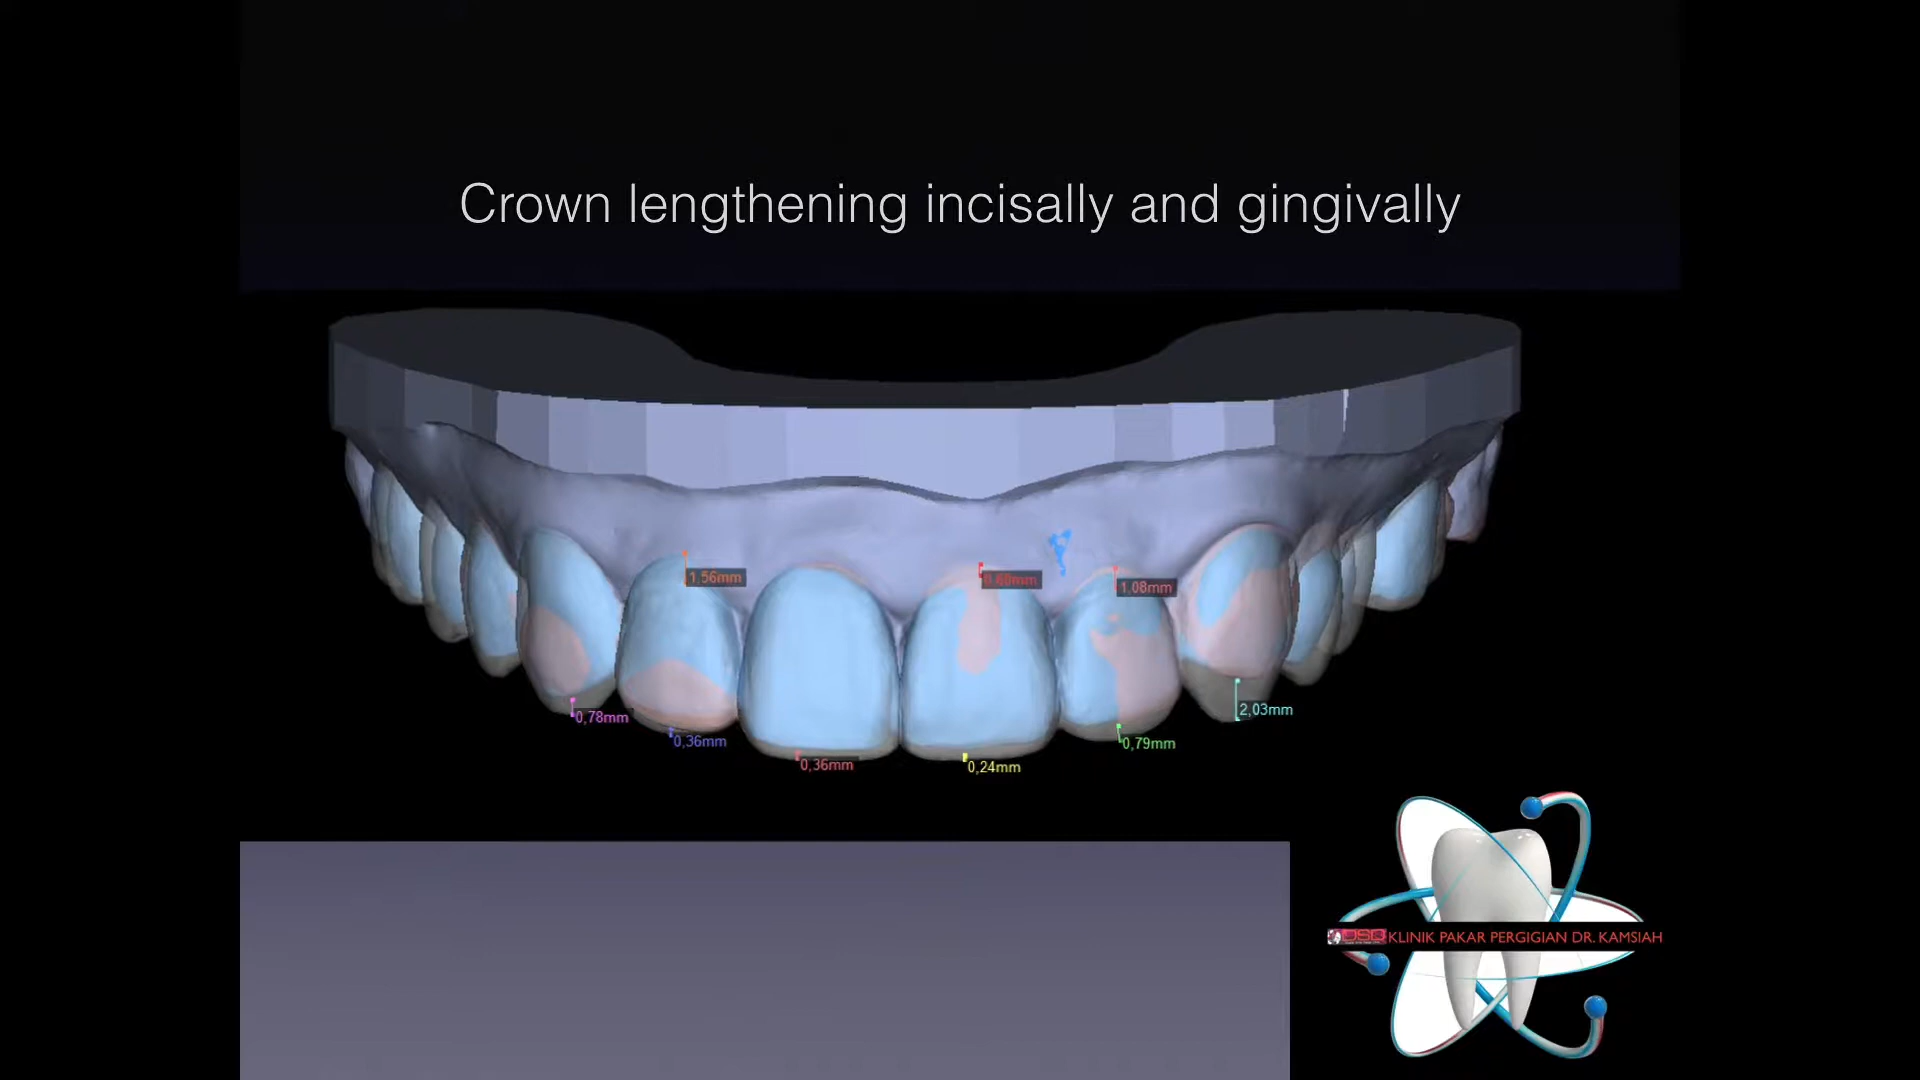 Crown lengthening incisally and gingivally
1.56mm
1,08mm
0,78mm
0,36mm
0,36mm
0,24mm
0,79mm
2,03mm
KLINIK PAKAR PERGIGIAN DR. KAMSIAH